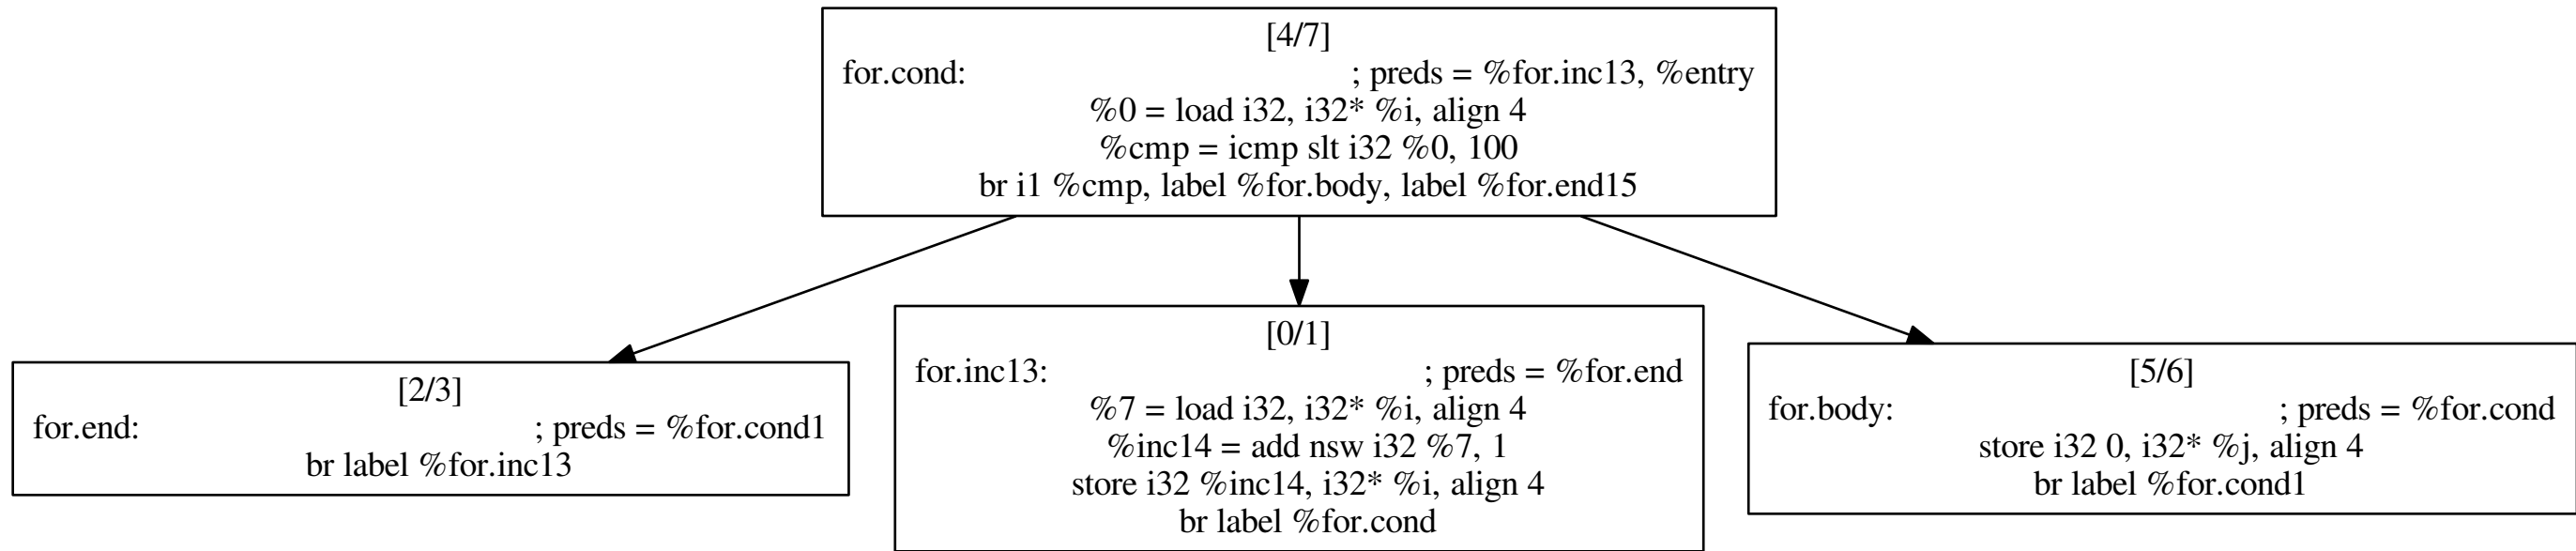 [4/7]
for.cond: ; preds = %for.inc13, %entry
%0 = load i32, i32* %i, align 4
%cmp = icmp slt i32 %0, 100
br i1 %cmp, label %for.body, label %for.end15
[2/3]
for.end: ; preds = %for.cond1
br label %for.inc13
[0/1]
for.inc13: ; preds = %for.end
%7 = load i32, i32* %i, align 4
%inc14 = add nsw i32 %7, 1
store i32 %inc14, i32* %i, align 4
br label %for.cond
[5/6]
for.body: ; preds = %for.cond
store i32 0, i32* %j, align 4
br label %for.cond1